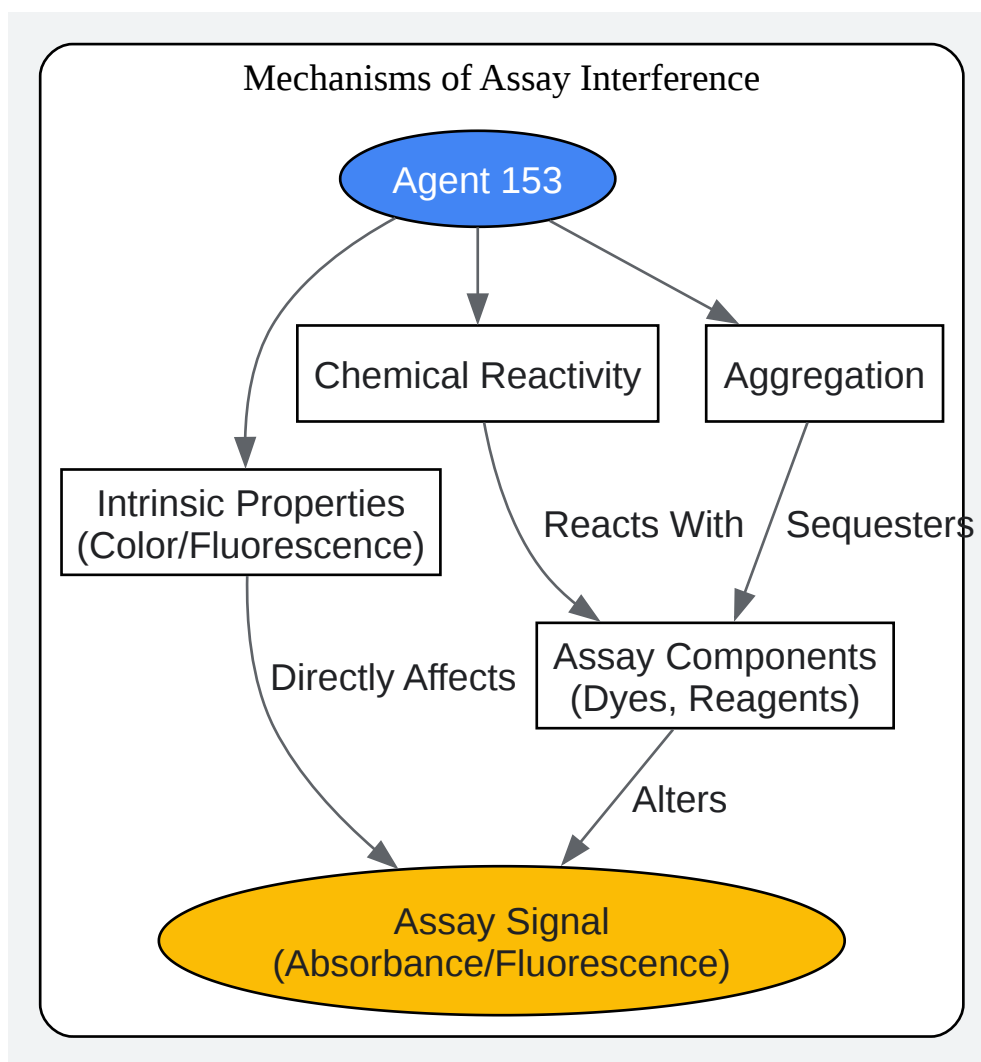 Mechanisms of Assay Interference
Agent 153
Chemical Reactivity
Aggregation
Intrinsic Properties
(Color/Fluorescence)
Reacts With
Sequesters
Assay Components
(Dyes, Reagents)
Directly Affects
Alters
Assay Signal
(Absorbance/Fluorescence)